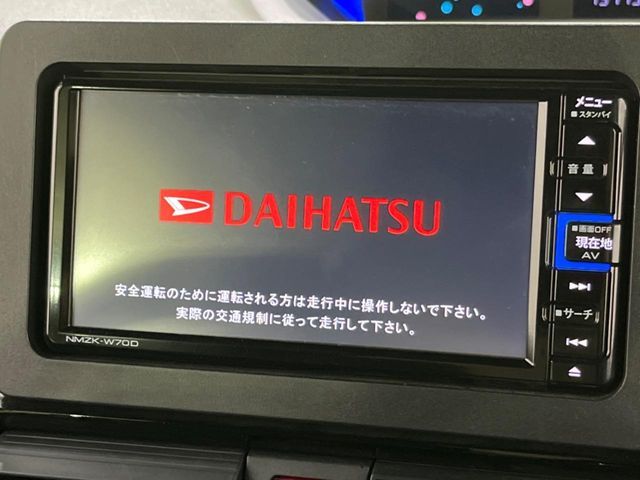 メニュー
■スタンバイ
音量
DAIHATSU
■画面OFF
現在地
AV
安全運転のために運転される方は走行中に操作しないで下さい。
実際の交通規制に従って走行して下さい。
■サーチ
NMZK-W70D